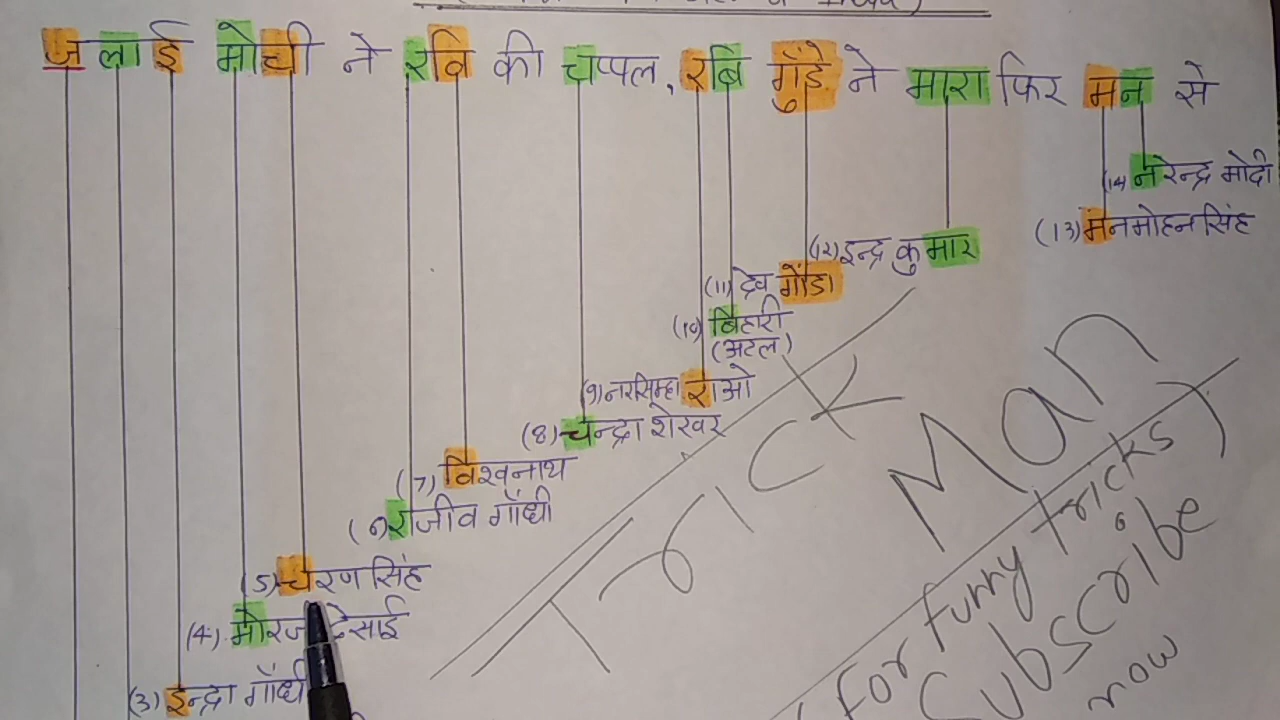 ज लाई मोची ने रवि की चप्पल, रबि गुंडे ने मारा फिर मन से
(14) नरेन्द्र मोदी
(13) मनमोहन सिंह
(12) इन्द्र कुमार
(11) देव गौंडा
(10) बिहारी
(अटल)
(9) नरसिम्हा राओ
(8) चन्द्रा शेखर
(7) विश्वनाथ
(6) राजीव गाँधी
(5) चरण सिंह
(4) मोरज देसाई
(3) इन्द्रा गाँधी
Trick
Man
(For Funny tricks)
Subscribe
now